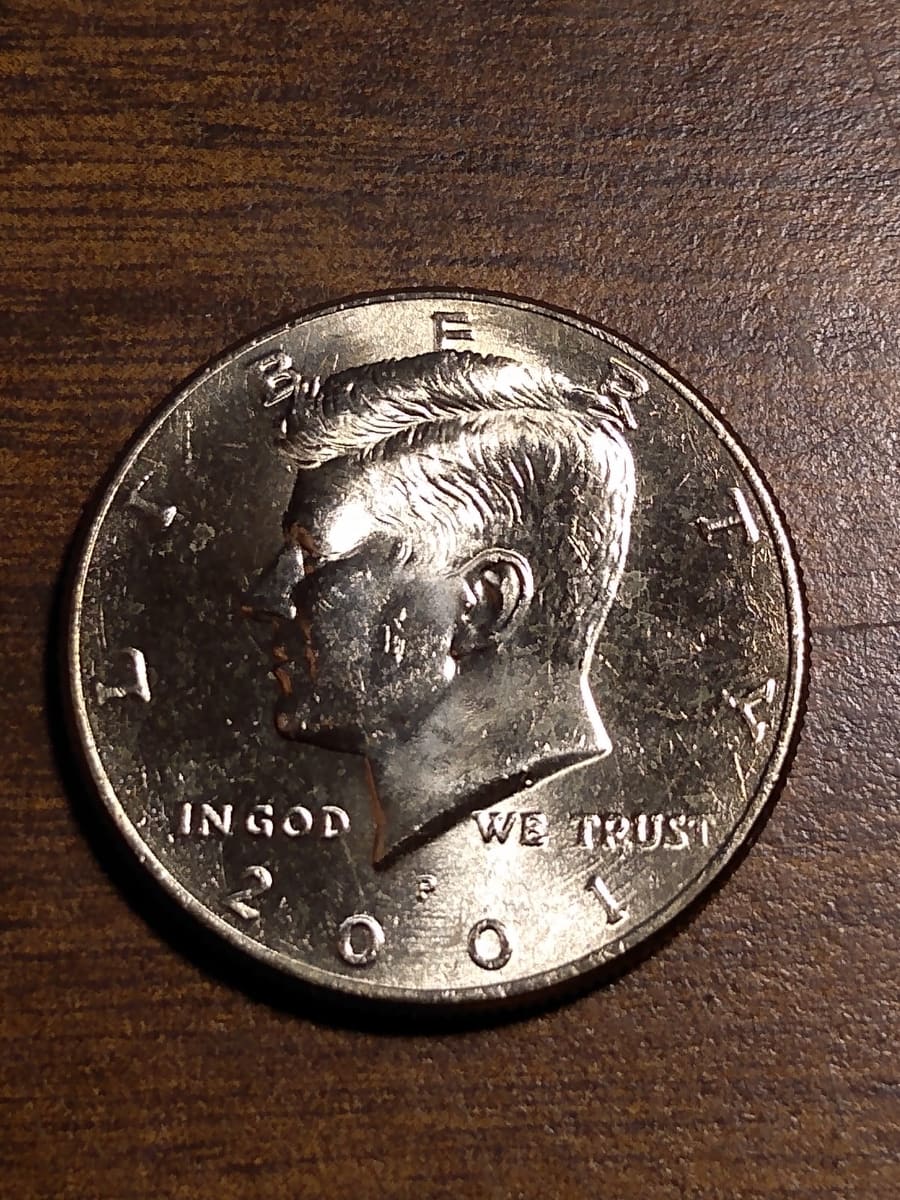 LIBERTY
IN GOD WE TRUST
P
2001